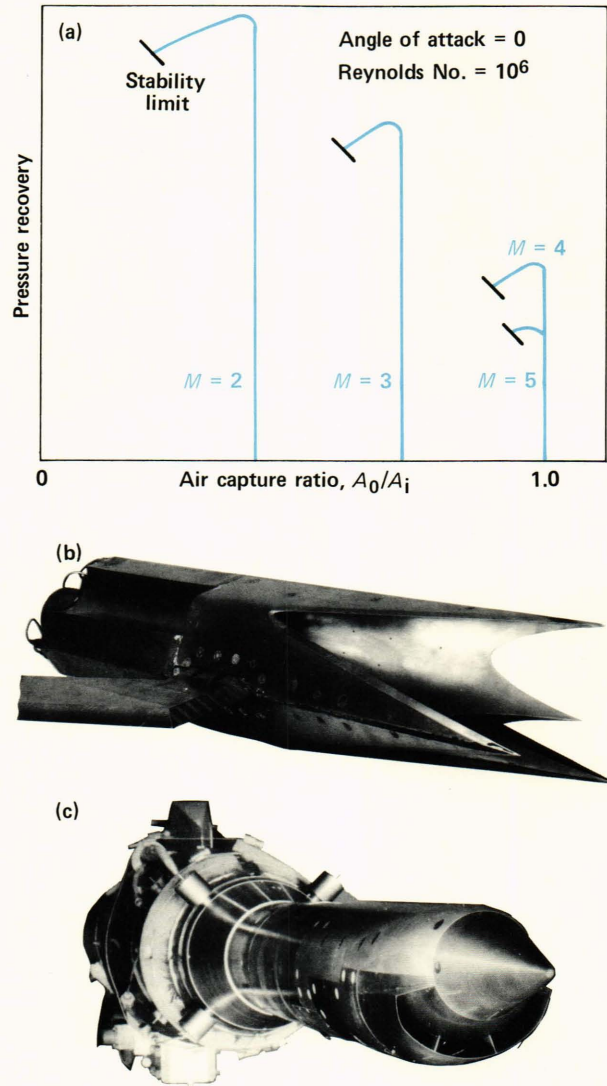 (a)
Angle of attack = 0
Reynolds No. = 10⁶
Stability
limit
Pressure recovery
M = 4
M = 2
M = 3
M = 5
0
Air capture ratio, A₀/Aᵢ
1.0
(b)
(c)